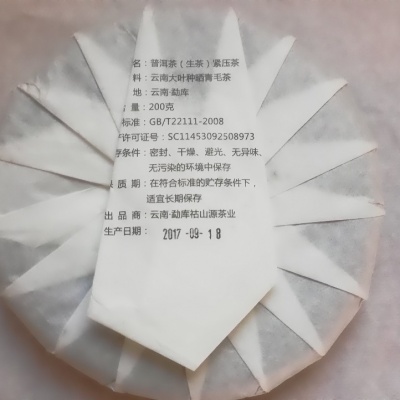 名：普洱茶（生茶）紧压茶
料：云南大叶种晒青毛茶
地：云南·勐库
量：200克
标准：GB/T22111-2008
许可证号：SC11453092508973
存条件：密封、干燥、避光、无异味、
无污染的环境中保存
质期：在符合标准的贮存条件下，
适宜长期保存
出品商：云南·勐库祜山源茶业
生产日期：2017-09-18